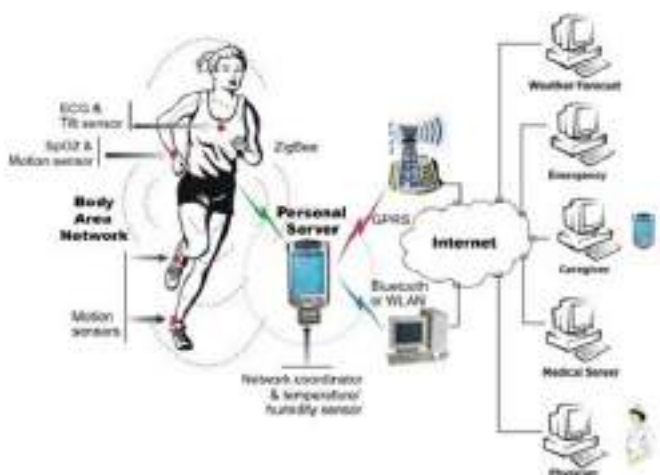 ECG &
Tilt sensor
SpO2 &
Motion sensor
Body
Area
Network
Motion
sensors
ZigBee
Personal
Server
Network coordinator
& temperature/
humidity sensor
GPRS
Bluetooth
or WLAN
Internet
Weather Forecast
Emergency
Caregiver
Medical Server